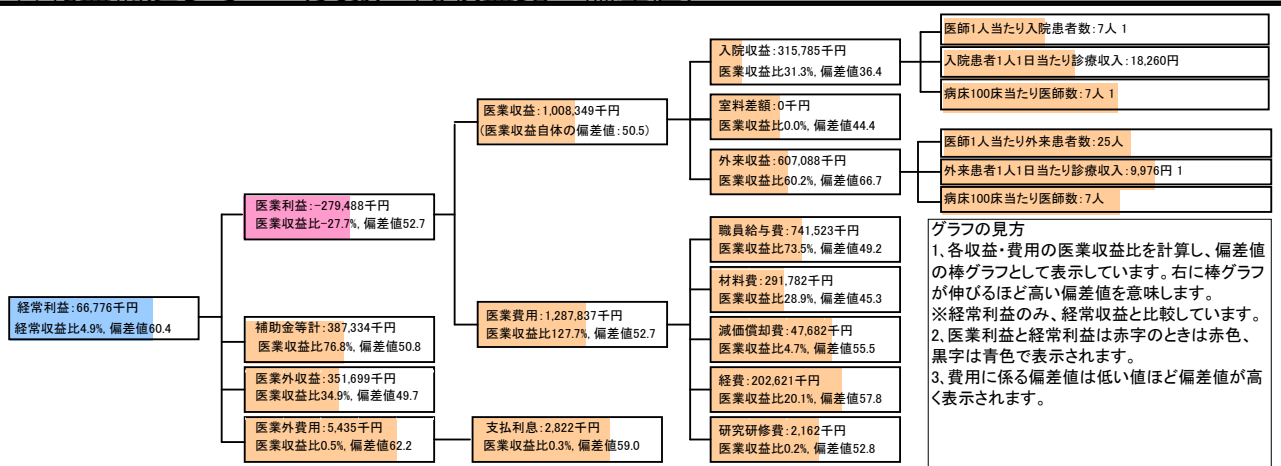 経常利益:66,776千円
経常収益比4.9%, 偏差値60.4
医業利益:-279,488千円
医業収益比-27.7%, 偏差値52.7
補助金等計:387,334千円
医業収益比76.8%, 偏差値50.8
医業外収益:351,699千円
医業収益比34.9%, 偏差値49.7
医業外費用:5,435千円
医業収益比0.5%, 偏差値62.2
医業収益:1,008,349千円
(医業収益自体の偏差値:50.5)
医業費用:1,287,837千円
医業収益比127.7%, 偏差値52.7
支払利息:2,822千円
医業収益比0.3%, 偏差値59.0
入院収益:315,785千円
医業収益比31.3%, 偏差値36.4
室料差額:0千円
医業収益比0.0%, 偏差値44.4
外来収益:607,088千円
医業収益比60.2%, 偏差値66.7
職員給与費:741,523千円
医業収益比73.5%, 偏差値49.2
材料費:291,782千円
医業収益比28.9%, 偏差値45.3
減価償却費:47,682千円
医業収益比4.7%, 偏差値55.5
経費:202,621千円
医業収益比20.1%, 偏差値57.8
研究研修費:2,162千円
医業収益比0.2%, 偏差値52.8
医師1人当たり入院患者数:7人 1
入院患者1人1日当たり診療収入:18,260円
病床100床当たり医師数:7人 1
医師1人当たり外来患者数:25人
外来患者1人1日当たり診療収入:9,976円 1
病床100床当たり医師数:7人
グラフの見方
1、各収益・費用の医業収益比を計算し、偏差値
の棒グラフとして表示しています。右に棒グラフ
が伸びるほど高い偏差値を意味します。
※経常利益のみ、経常収益と比較しています。
2、医業利益と経常利益は赤字のときは赤色、
黒字は青色で表示されます。
3、費用に係る偏差値は低い値ほど偏差値が高
く表示されます。